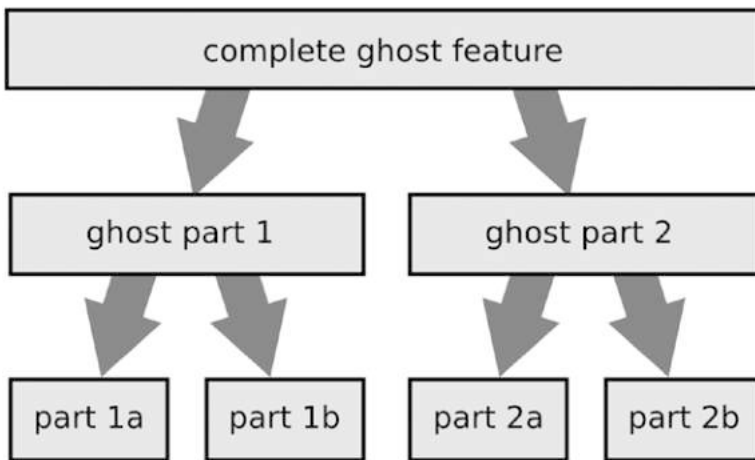 complete ghost feature
ghost part 1
ghost part 2
part 1a
part 1b
part 2a
part 2b